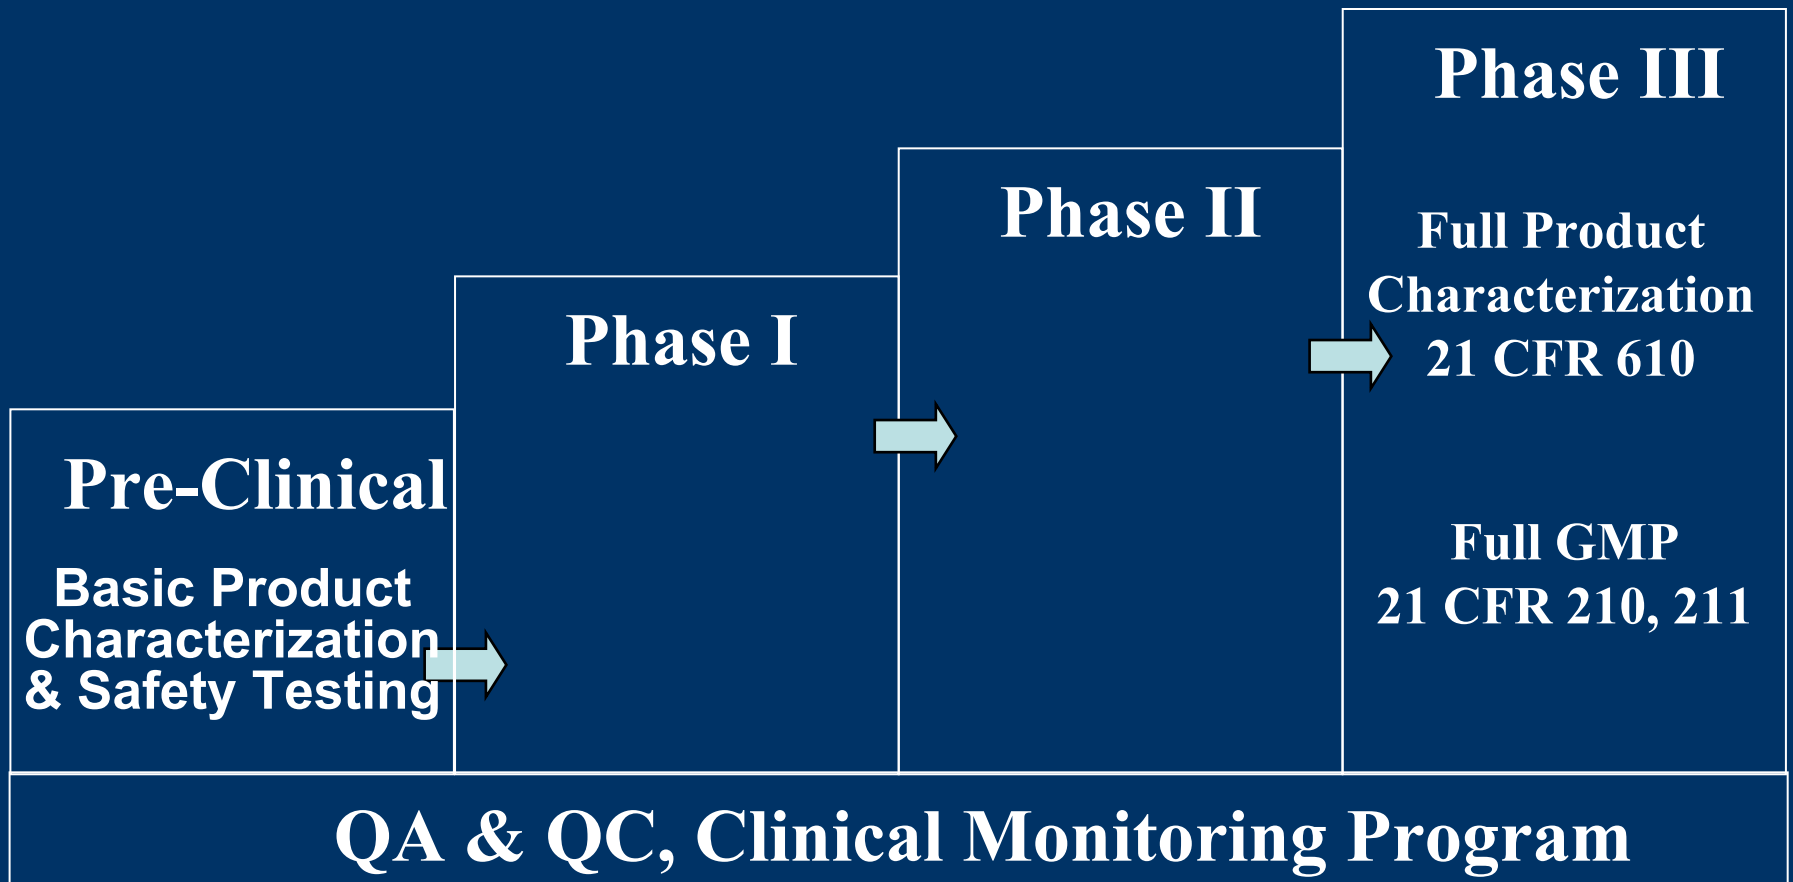 Phase III
Full Product
Characterization
21 CFR 610
Full GMP
21 CFR 210, 211
Phase II
Phase I
Pre-Clinical
Basic Product
Characterization
& Safety Testing
QA & QC, Clinical Monitoring Program